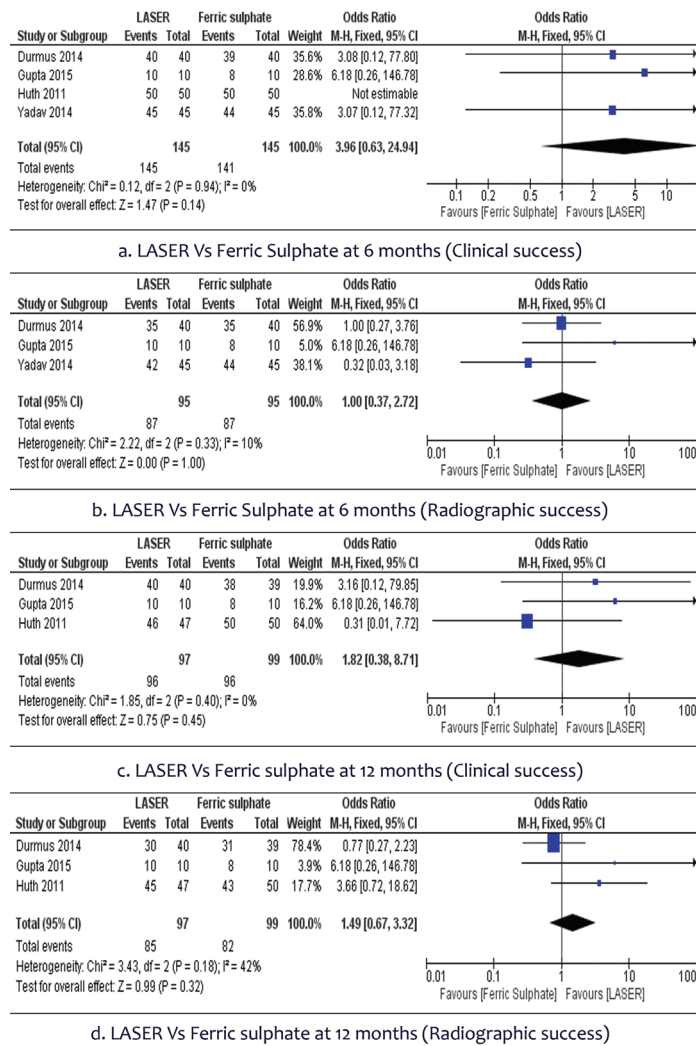 LASER Ferric sulphate Odds Ratio Odds Ratio
Study or Subgroup Events Total Events Total Weight M-H, Fixed, 95% CI M-H, Fixed, 95% CI
Durmus 2014 40 40 39 40 35.6% 3.08 [0.12, 77.80]
Gupta 2015 10 10 8 10 28.6% 6.18 [0.26, 146.78]
Huth 2011 50 50 50 50 Not estimable
Yadav 2014 45 45 44 45 35.8% 3.07 [0.12, 77.32]
Total (95% CI) 145 145 100.0% 3.96 [0.63, 24.94]
Total events 145 141
Heterogeneity: Chi² = 0.12, df = 2 (P = 0.94); I² = 0%
Test for overall effect: Z = 1.47 (P = 0.14)
0.1 0.2 0.5 1 2 5 10
Favours [Ferric Sulphate] Favours [LASER]
a. LASER Vs Ferric Sulphate at 6 months (Clinical success)
LASER Ferric sulphate Odds Ratio Odds Ratio
Study or Subgroup Events Total Events Total Weight M-H, Fixed, 95% CI M-H, Fixed, 95% CI
Durmus 2014 35 40 35 40 56.9% 1.00 [0.27, 3.76]
Gupta 2015 10 10 8 10 5.0% 6.18 [0.26, 146.78]
Yadav 2014 42 45 44 45 38.1% 0.32 [0.03, 3.18]
Total (95% CI) 95 95 100.0% 1.00 [0.37, 2.72]
Total events 87 87
Heterogeneity: Chi² = 2.22, df = 2 (P = 0.33); I² = 10%
Test for overall effect: Z = 0.00 (P = 1.00)
0.01 0.1 1 10 100
Favours [Ferric Sulphate] Favours [LASER]
b. LASER Vs Ferric Sulphate at 6 months (Radiographic success)
LASER Ferric sulphate Odds Ratio Odds Ratio
Study or Subgroup Events Total Events Total Weight M-H, Fixed, 95% CI M-H, Fixed, 95% CI
Durmus 2014 40 40 38 39 19.9% 3.16 [0.12, 79.85]
Gupta 2015 10 10 8 10 16.2% 6.18 [0.26, 146.78]
Huth 2011 46 47 50 50 64.0% 0.31 [0.01, 7.72]
Total (95% CI) 97 99 100.0% 1.82 [0.38, 8.71]
Total events 96 96
Heterogeneity: Chi² = 1.85, df = 2 (P = 0.40); I² = 0%
Test for overall effect: Z = 0.75 (P = 0.45)
0.01 0.1 1 10 100
Favours [Ferric Sulphate] Favours [LASER]
c. LASER Vs Ferric sulphate at 12 months (Clinical success)
LASER Ferric sulphate Odds Ratio Odds Ratio
Study or Subgroup Events Total Events Total Weight M-H, Fixed, 95% CI M-H, Fixed, 95% CI
Durmus 2014 30 40 31 39 78.4% 0.77 [0.27, 2.23]
Gupta 2015 10 10 8 10 3.9% 6.18 [0.26, 146.78]
Huth 2011 45 47 43 50 17.7% 3.66 [0.72, 18.62]
Total (95% CI) 97 99 100.0% 1.49 [0.67, 3.32]
Total events 85 82
Heterogeneity: Chi² = 3.43, df = 2 (P = 0.18); I² = 42%
Test for overall effect: Z = 0.99 (P = 0.32)
0.01 0.1 1 10 100
Favours [Ferric Sulphate] Favours [LASER]
d. LASER Vs Ferric sulphate at 12 months (Radiographic success)